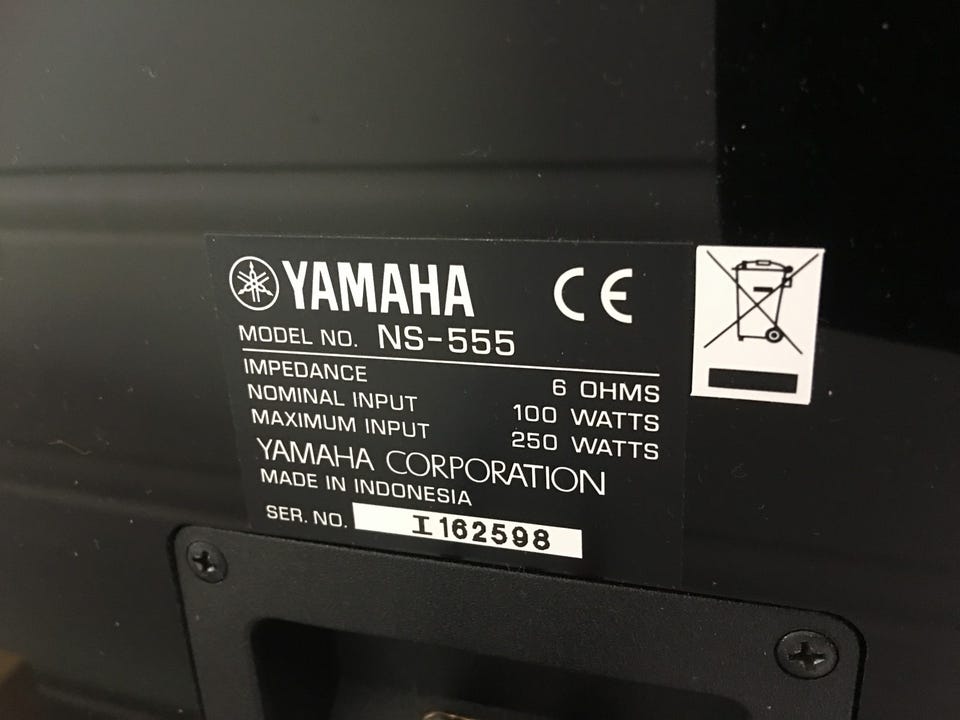 YAMAHA CE
MODEL NO. NS-555
IMPEDANCE 6 OHMS
NOMINAL INPUT 100 WATTS
MAXIMUM INPUT 250 WATTS
YAMAHA CORPORATION
MADE IN INDONESIA
SER. NO. I162598